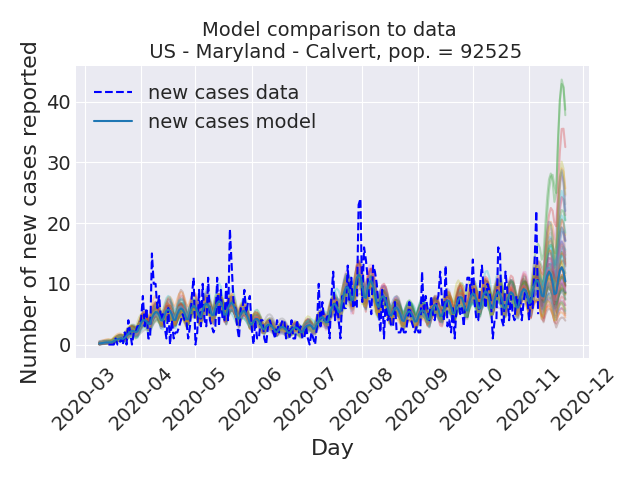 Model comparison to data
US - Maryland - Calvert, pop. = 92525
Number of new cases reported
40
30
20
10
0
new cases data
new cases model
2020-03
2020-04
2020-05
2020-06
2020-07
2020-08
2020-09
2020-10
2020-11
2020-12
Day